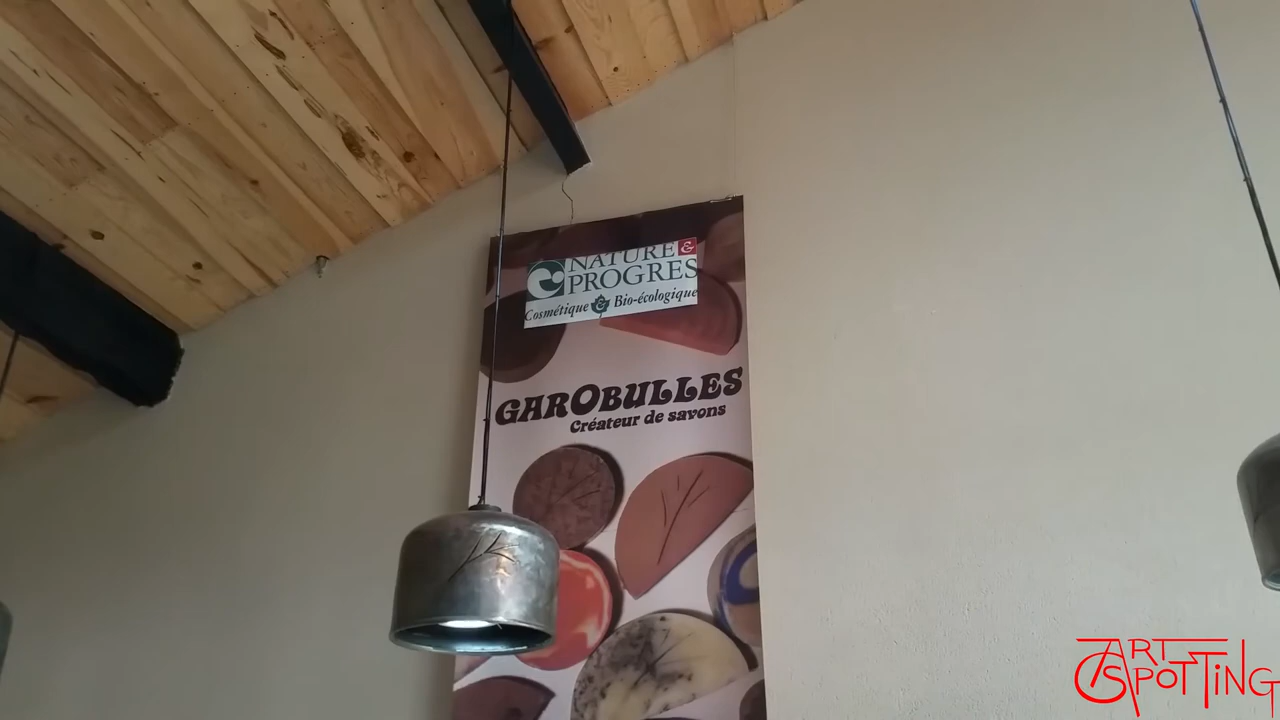 NATURE &
PROGRES
Cosmétique & Bio-écologique
GAROBULLES
Créateur de savons
ART
SPOTTING